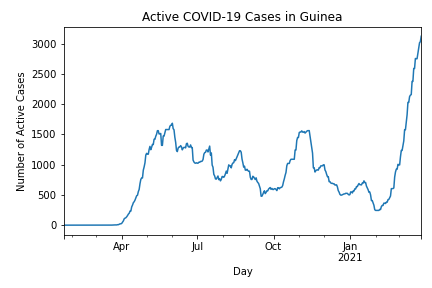 Active COVID-19 Cases in Guinea
3000
2500
2000
1500
1000
500
0
Number of Active Cases
Apr
Jul
Oct
Jan
2021
Day